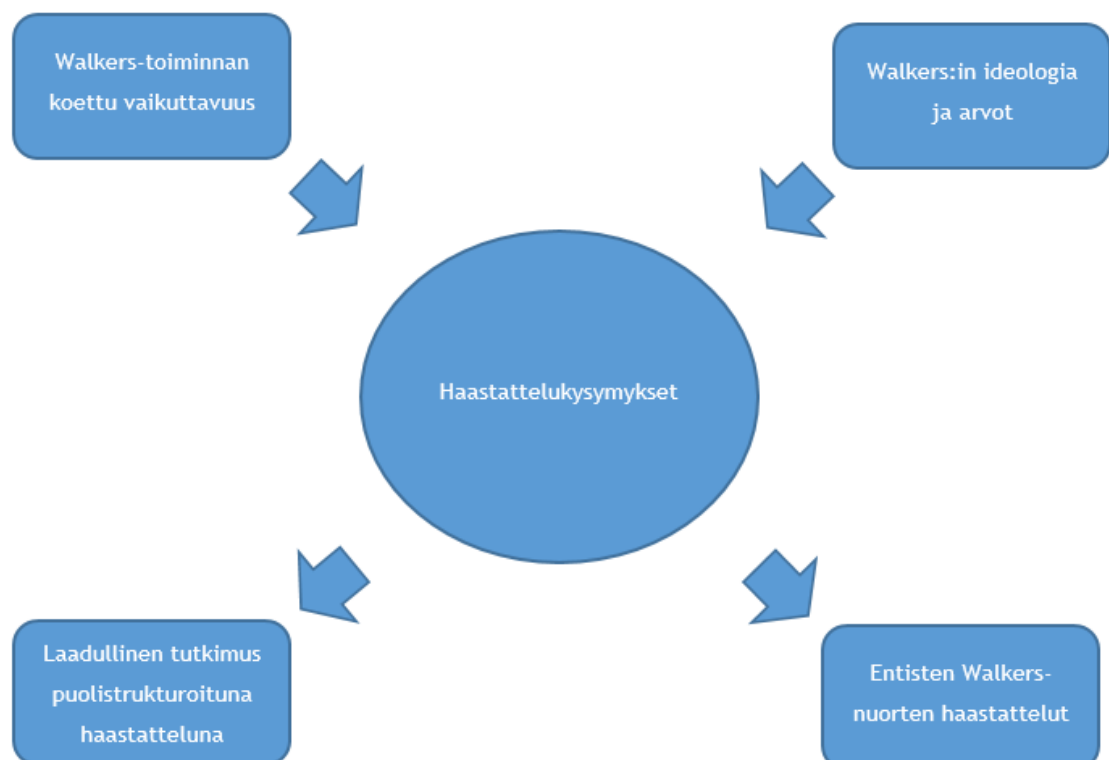 Walkers-toiminnan
koettu vaikuttavuus
Walkers:in ideologia
ja arvot
Haastattelukysymykset
Laadullinen tutkimus
puolistrukturoituna
haastatteluna
Entisten Walkers-
nuorten haastattelut